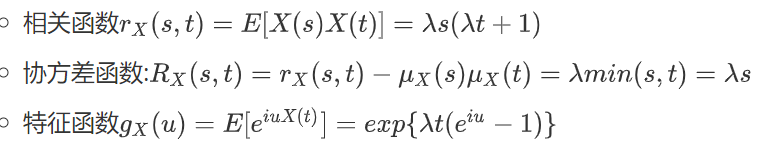 相关函数r_X(s,t) = E[X(s)X(t)] = λs(λt + 1)
协方差函数:R_X(s,t) = r_X(s,t) − μ_X(s)μ_X(t) = λmin(s,t) = λs
特征函数g_X(u) = E[e^{iuX(t)}] = exp{λt(e^{iu} − 1)}